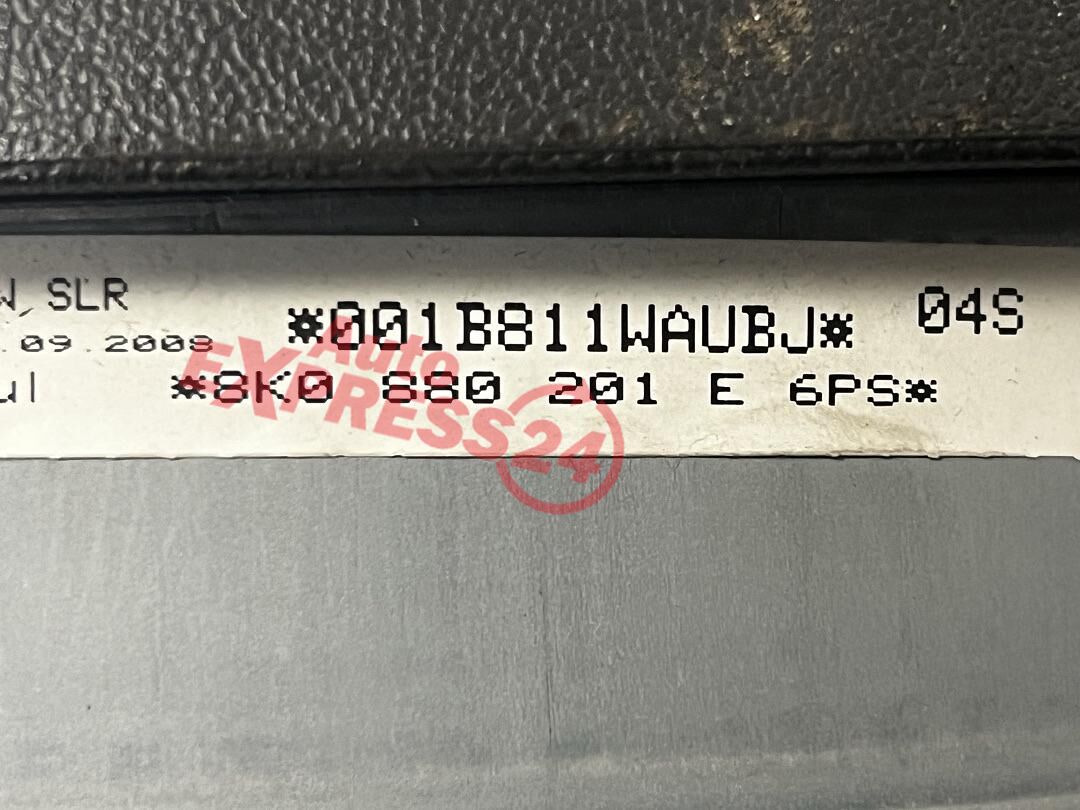 SLR
*001B811WAUBJ* 04S
.09.2008
*8K0 880 201 E 6PS*
Auto
EXPRESS24